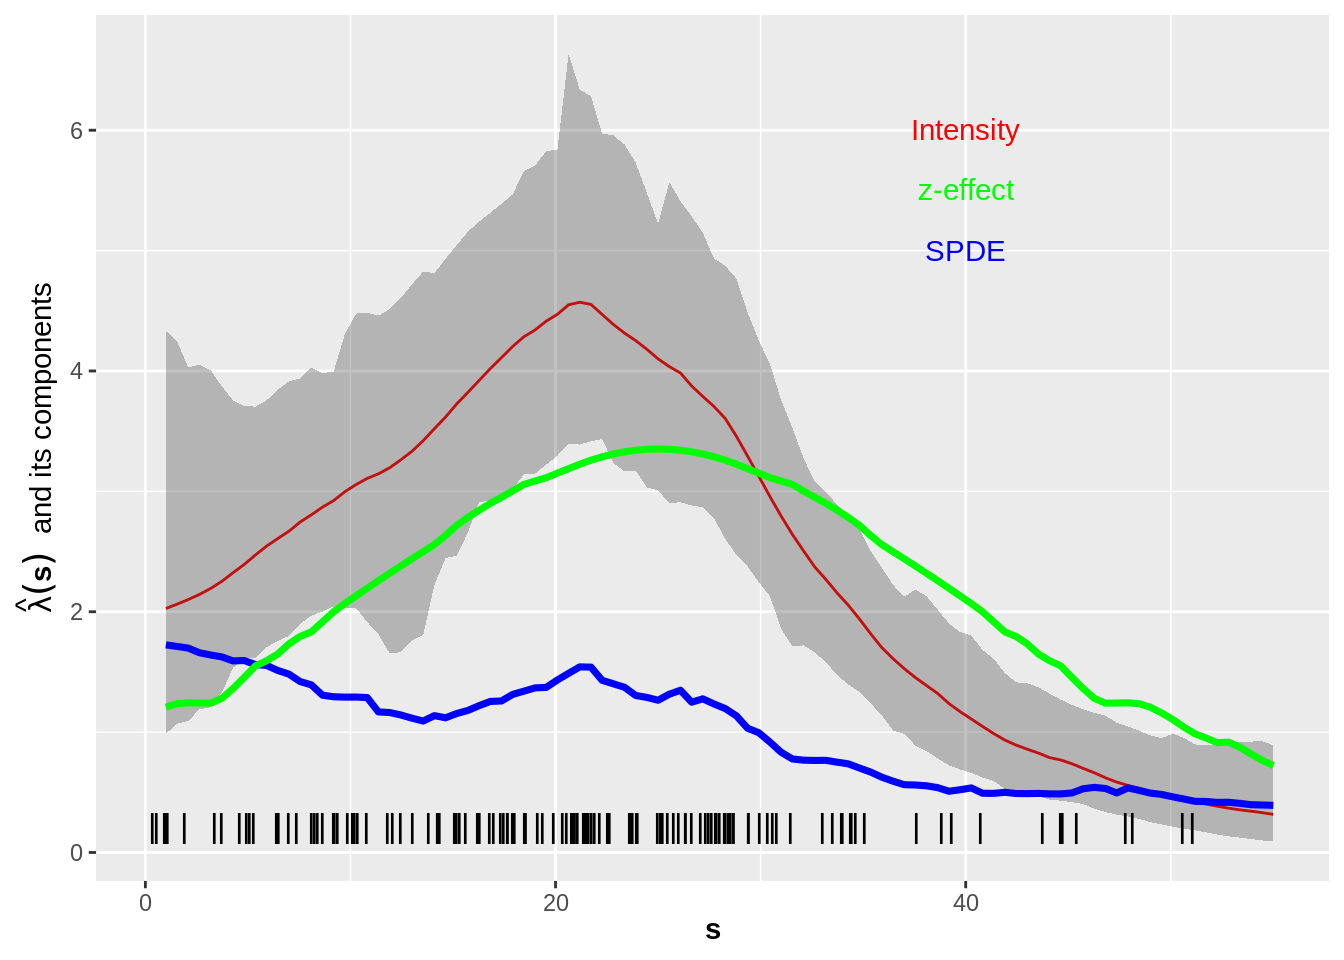 λ̂(s) and its components
6
4
2
0
Intensity
z-effect
SPDE
0 20 40
s